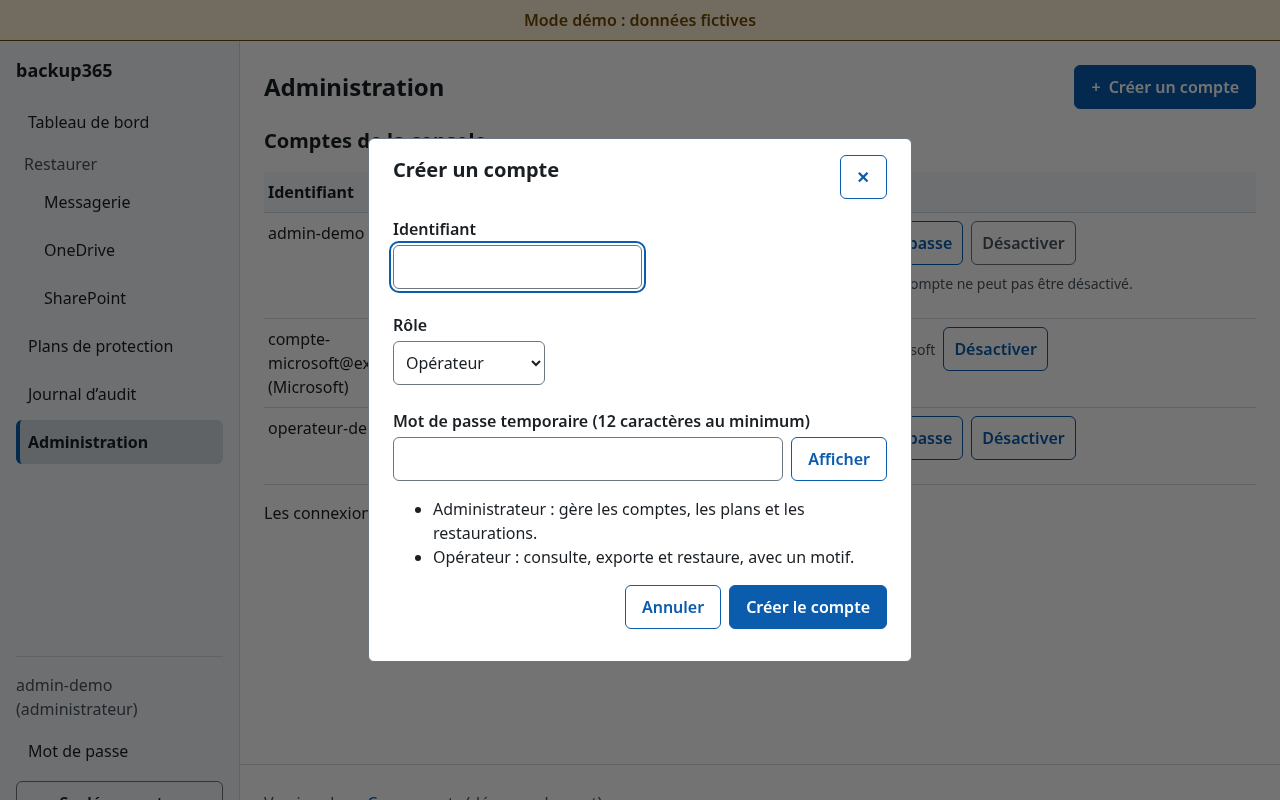 Mode démo : données fictives
backup365
Tableau de bord
Restaurer
Messagerie
OneDrive
SharePoint
Plans de protection
Journal d’audit
Administration
admin-demo
(administrateur)
Mot de passe
Administration
+ Créer un compte
Comptes de la console
Identifiant
admin-demo
passe
Désactiver
ompte ne peut pas être désactivé.
compte-
microsoft@ex
(Microsoft)
soft
Désactiver
operateur-de
passe
Désactiver
Les connexion
Créer un compte
×
Identifiant
Rôle
Opérateur
Mot de passe temporaire (12 caractères au minimum)
Afficher
• Administrateur : gère les comptes, les plans et les
restaurations.
• Opérateur : consulte, exporte et restaure, avec un motif.
Annuler
Créer le compte